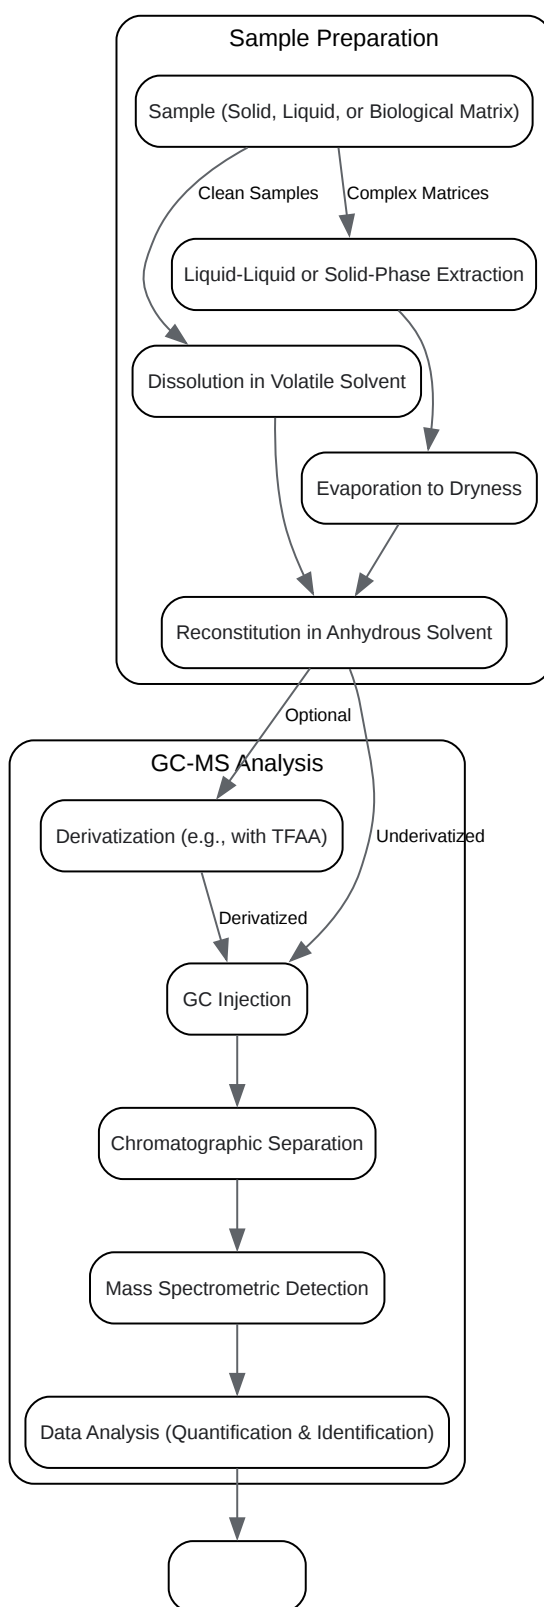 Sample Preparation
Sample (Solid, Liquid, or Biological Matrix)
Clean Samples
Complex Matrices
Liquid-Liquid or Solid-Phase Extraction
Dissolution in Volatile Solvent
Evaporation to Dryness
Reconstitution in Anhydrous Solvent
Optional
GC-MS Analysis
Derivatization (e.g., with TFAA)
Underivatized
Derivatized
GC Injection
Chromatographic Separation
Mass Spectrometric Detection
Data Analysis (Quantification & Identification)